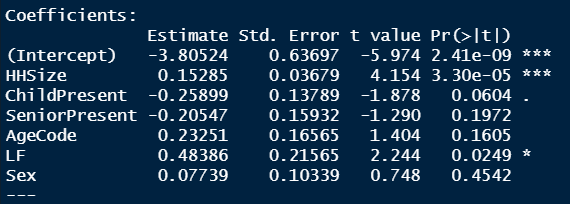 Coefficients:
Estimate Std. Error t value Pr(>|t|)
(Intercept) -3.80524 0.63697 -5.974 2.41e-09 ***
HHSize 0.15285 0.03679 4.154 3.30e-05 ***
ChildPresent -0.25899 0.13789 -1.878 0.0604 .
SeniorPresent -0.20547 0.15932 -1.290 0.1972
AgeCode 0.23251 0.16565 1.404 0.1605
LF 0.48386 0.21565 2.244 0.0249 *
Sex 0.07739 0.10339 0.748 0.4542
---